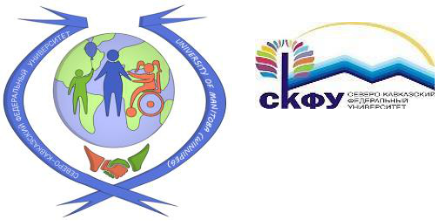 СЕВЕРО-КАВКАЗСКИЙ ФЕДЕРАЛЬНЫЙ УНИВЕРСИТЕТ
UNIVERSITY OF MANITOBA (WINNIPEG)
СКФУ
СЕВЕРО-КАВКАЗСКИЙ
ФЕДЕРАЛЬНЫЙ
УНИВЕРСИТЕТ